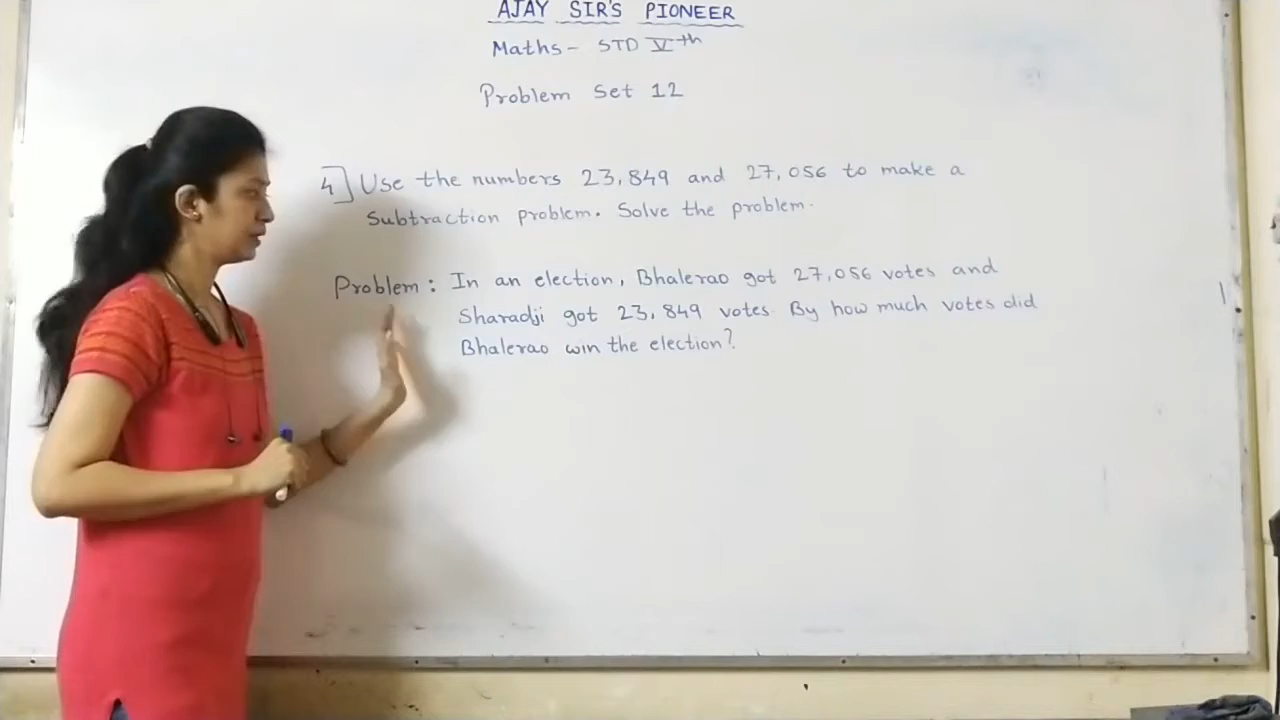 AJAY SIR'S PIONEER
Maths - STD Vth
Problem Set 12
4] Use the numbers 23,849 and 27,056 to make a
Subtraction problem. Solve the problem.
Problem : In an election, Bhalerao got 27,056 votes and
Sharadji got 23,849 votes. By how much votes did
Bhalerao win the election?